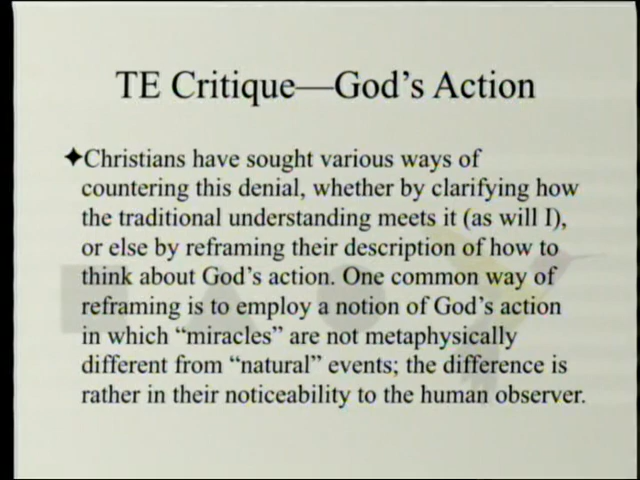 TE Critique—God's Action
✦Christians have sought various ways of
countering this denial, whether by clarifying how
the traditional understanding meets it (as will I),
or else by reframing their description of how to
think about God's action. One common way of
reframing is to employ a notion of God's action
in which “miracles” are not metaphysically
different from “natural” events; the difference is
rather in their noticeability to the human observer.